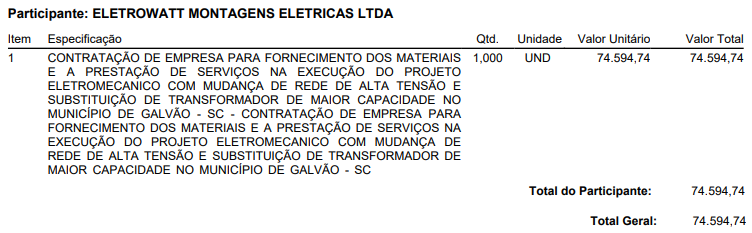 Participante: ELETROWATT MONTAGENS ELETRICAS LTDA
Item Especificação Qtd. Unidade Valor Unitário Valor Total
1 CONTRATAÇÃO DE EMPRESA PARA FORNECIMENTO DOS MATERIAIS 1,000 UND 74.594,74 74.594,74
E A PRESTAÇÃO DE SERVIÇOS NA EXECUÇÃO DO PROJETO
ELETROMECANICO COM MUDANÇA DE REDE DE ALTA TENSÃO E
SUBSTITUIÇÃO DE TRANSFORMADOR DE MAIOR CAPACIDADE NO
MUNICÍPIO DE GALVÃO - SC - CONTRATAÇÃO DE EMPRESA PARA
FORNECIMENTO DOS MATERIAIS E A PRESTAÇÃO DE SERVIÇOS NA
EXECUÇÃO DO PROJETO ELETROMECANICO COM MUDANÇA DE
REDE DE ALTA TENSÃO E SUBSTITUIÇÃO DE TRANSFORMADOR DE
MAIOR CAPACIDADE NO MUNICÍPIO DE GALVÃO - SC
Total do Participante: 74.594,74
Total Geral: 74.594,74